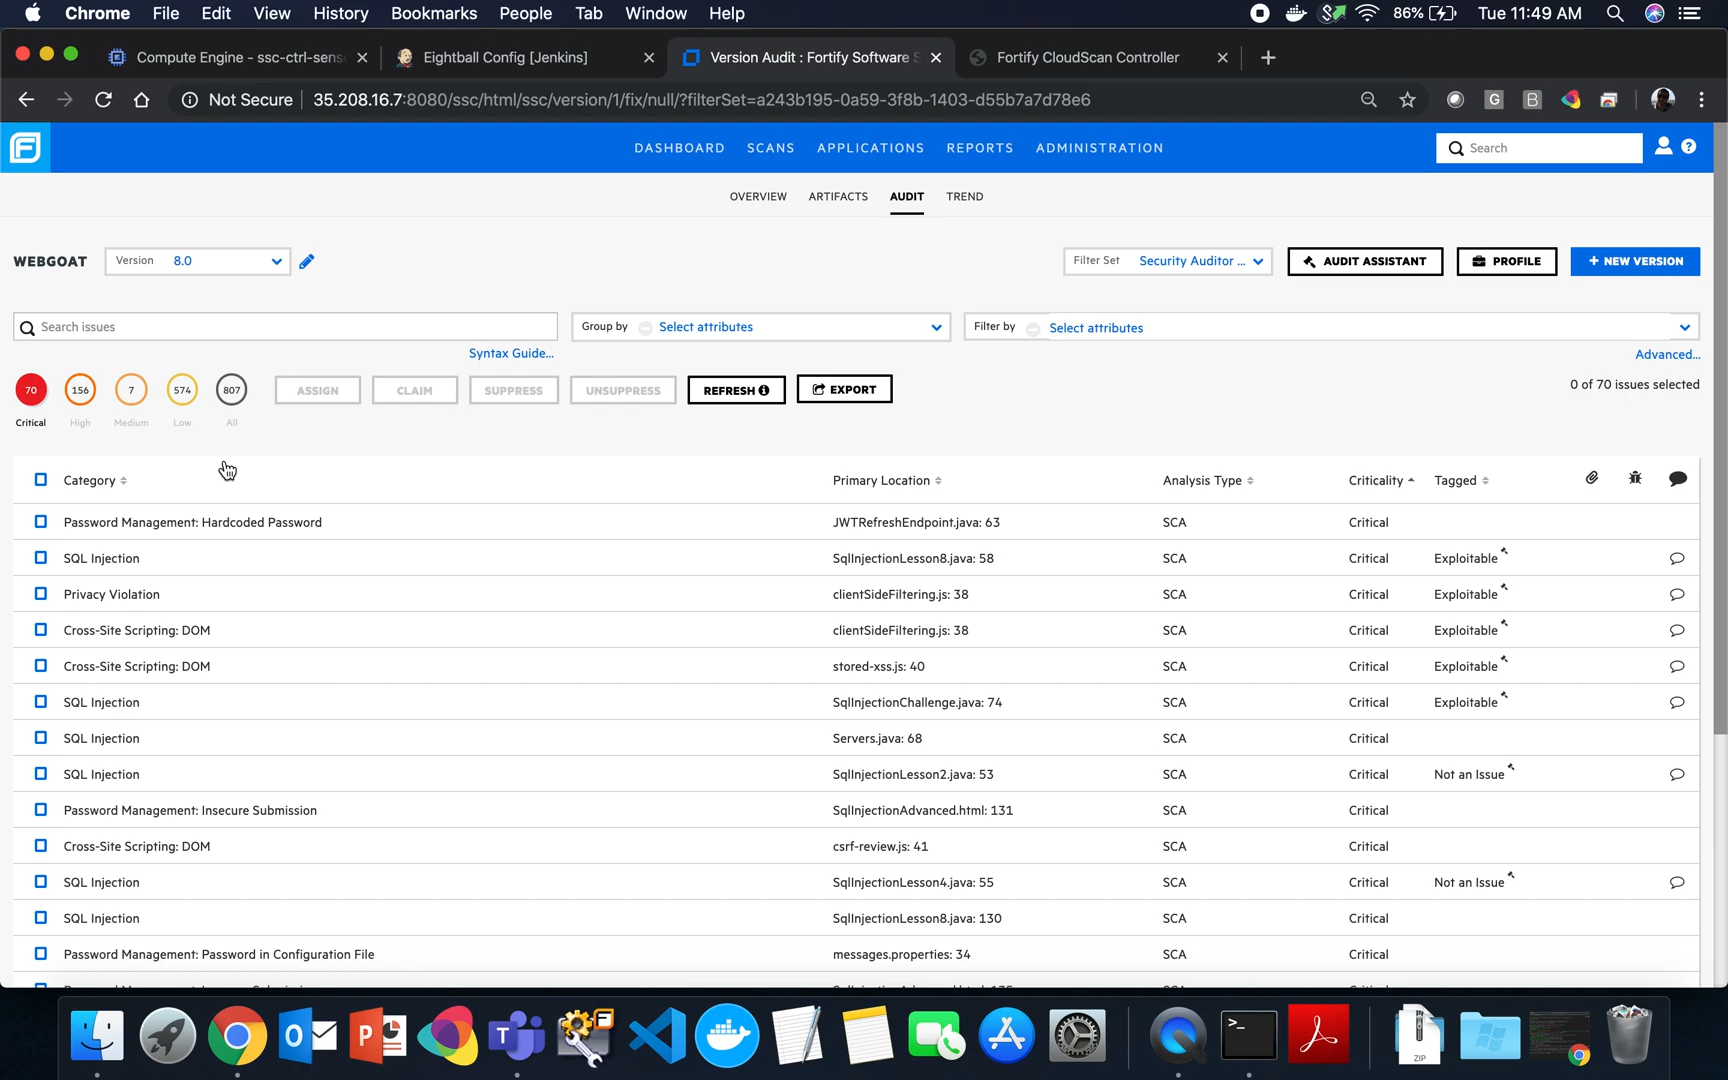 Chrome File Edit View History Bookmarks People Tab Window Help 86% Tue 11:49 AM
Compute Engine - ssc-ctrl-sens Eightball Config [Jenkins] Version Audit : Fortify Software S Fortify CloudScan Controller
Not Secure 35.208.16.7:8080/ssc/html/ssc/version/1/fix/null/?filterSet=a243b195-0a59-3f8b-1403-d55b7a7d78e6 G B
F DASHBOARD SCANS APPLICATIONS REPORTS ADMINISTRATION Search ?
OVERVIEW ARTIFACTS AUDIT TREND
WEBGOAT Version 8.0 Filter Set Security Auditor ... AUDIT ASSISTANT PROFILE + NEW VERSION
Search issues Group by Select attributes Filter by Select attributes
Syntax Guide... Advanced...
70 156 7 574 807 ASSIGN CLAIM SUPPRESS UNSUPPRESS REFRESH EXPORT 0 of 70 issues selected
Critical High Medium Low All
Category Primary Location Analysis Type Criticality Tagged
Password Management: Hardcoded Password JWTRefreshEndpoint.java: 63 SCA Critical
SQL Injection SqlInjectionLesson8.java: 58 SCA Critical Exploitable
Privacy Violation clientSideFiltering.js: 38 SCA Critical Exploitable
Cross-Site Scripting: DOM clientSideFiltering.js: 38 SCA Critical Exploitable
Cross-Site Scripting: DOM stored-xss.js: 40 SCA Critical Exploitable
SQL Injection SqlInjectionChallenge.java: 74 SCA Critical Exploitable
SQL Injection Servers.java: 68 SCA Critical
SQL Injection SqlInjectionLesson2.java: 53 SCA Critical Not an Issue
Password Management: Insecure Submission SqlInjectionAdvanced.html: 131 SCA Critical
Cross-Site Scripting: DOM csrf-review.js: 41 SCA Critical
SQL Injection SqlInjectionLesson4.java: 55 SCA Critical Not an Issue
SQL Injection SqlInjectionLesson8.java: 130 SCA Critical
Password Management: Password in Configuration File messages.properties: 34 SCA Critical
ZIP